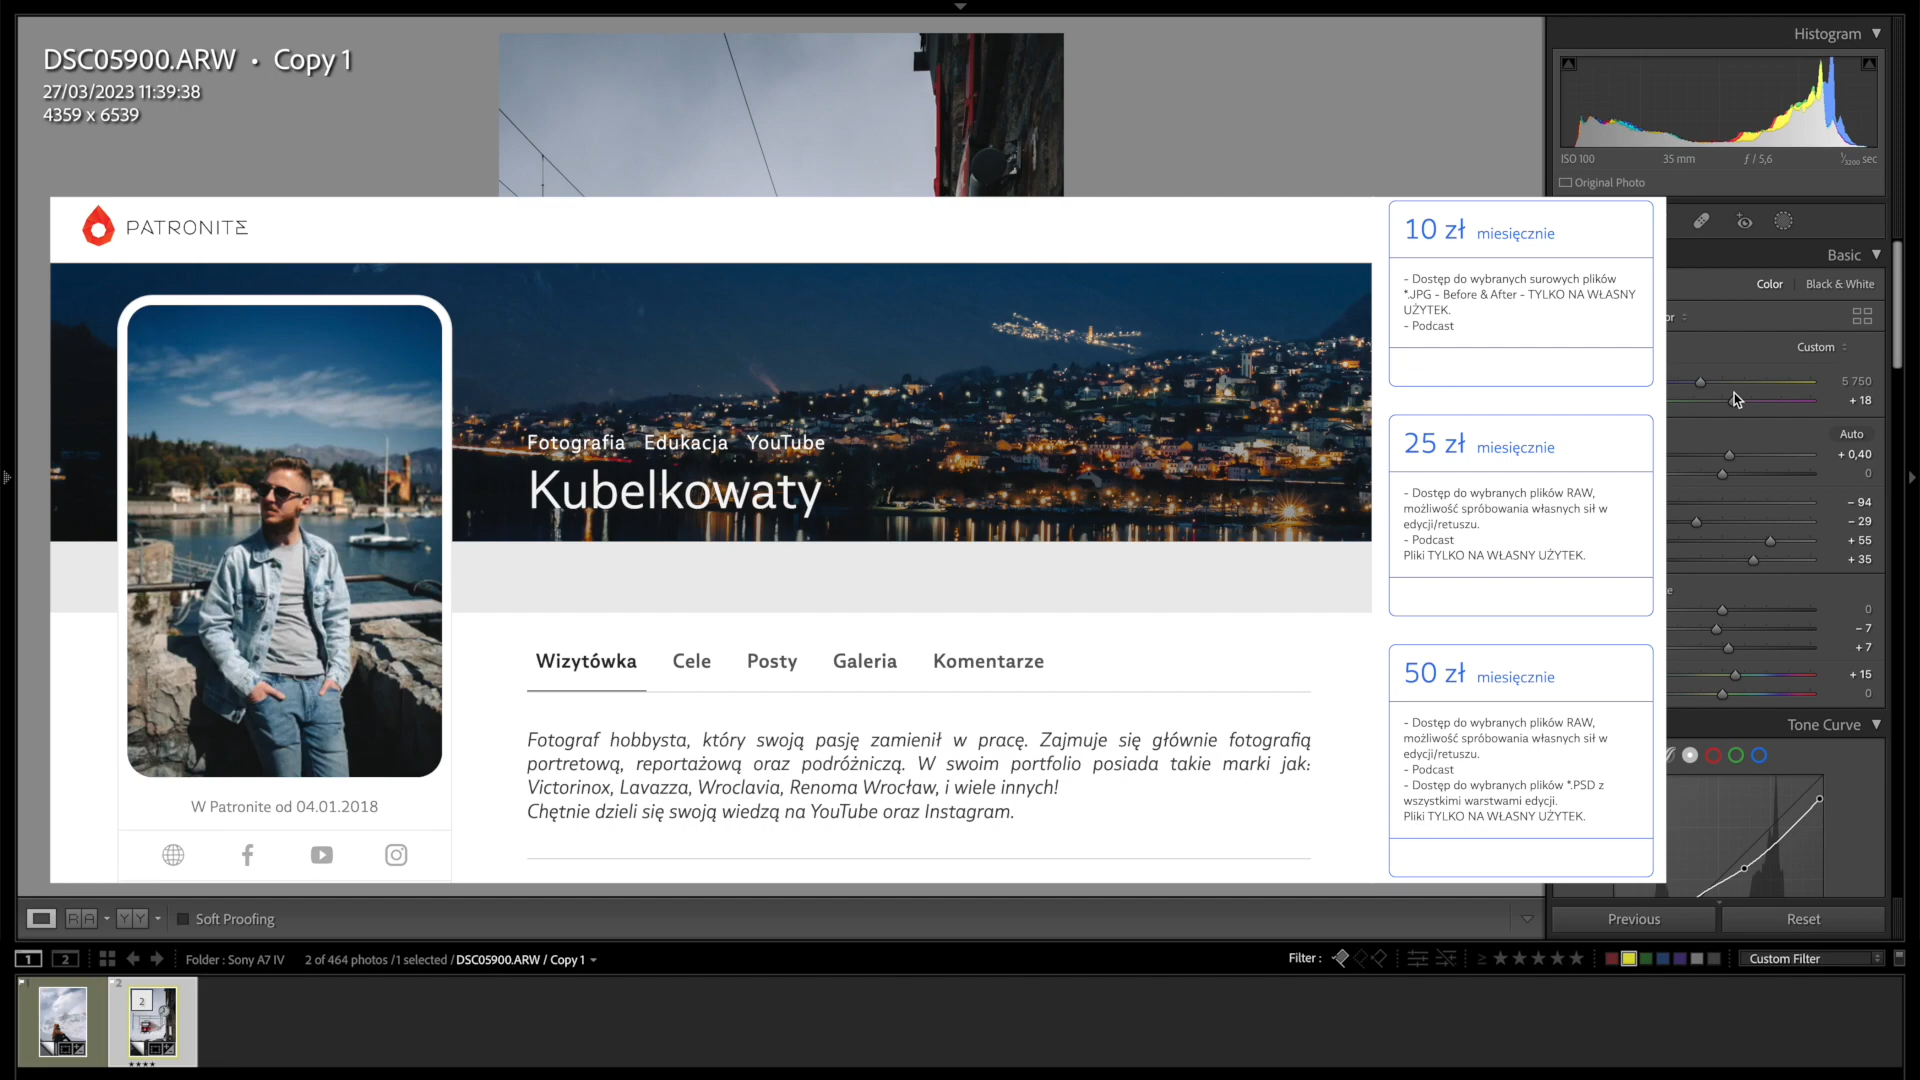 DSC05900.ARW • Copy 1
27/03/2023 11:39:38
4359 x 6539
Histogram
ISO 100 35 mm ƒ / 5,6 1/3200 sec
Original Photo
PATRONITE
Fotografia Edukacja YouTube
Kubelkowaty
Wizytówka Cele Posty Galeria Komentarze
Fotograf hobbysta, który swoją pasję zamienił w pracę. Zajmuje się głównie fotografią
portretową, reportażową oraz podróżniczą. W swoim portfolio posiada takie marki jak:
Victorinox, Lavazza, Wroclavia, Renoma Wrocław, i wiele innych!
Chętnie dzieli się swoją wiedzą na YouTube oraz Instagram.
W Patronite od 04.01.2018
10 zł miesięcznie
- Dostęp do wybranych surowych plików
*.JPG - Before & After - TYLKO NA WŁASNY
UŻYTEK.
- Podcast
25 zł miesięcznie
- Dostęp do wybranych plików RAW,
możliwość spróbowania własnych sił w
edycji/retuszu.
- Podcast
Pliki TYLKO NA WŁASNY UŻYTEK.
50 zł miesięcznie
- Dostęp do wybranych plików RAW,
możliwość spróbowania własnych sił w
edycji/retuszu.
- Podcast
- Dostęp do wybranych plików *.PSD z
wszystkimi warstwami edycji.
Pliki TYLKO NA WŁASNY UŻYTEK.
Basic
Color Black & White
or
Custom
5 750
+ 18
Auto
+ 0,40
0
– 94
– 29
+ 55
+ 35
e
0
– 7
+ 7
+ 15
0
Tone Curve
Previous Reset
R A Y Y Soft Proofing
1 2 Folder : Sony A7 IV 2 of 464 photos /1 selected / DSC05900.ARW / Copy 1
Filter : ≥ Custom Filter
1 2
2